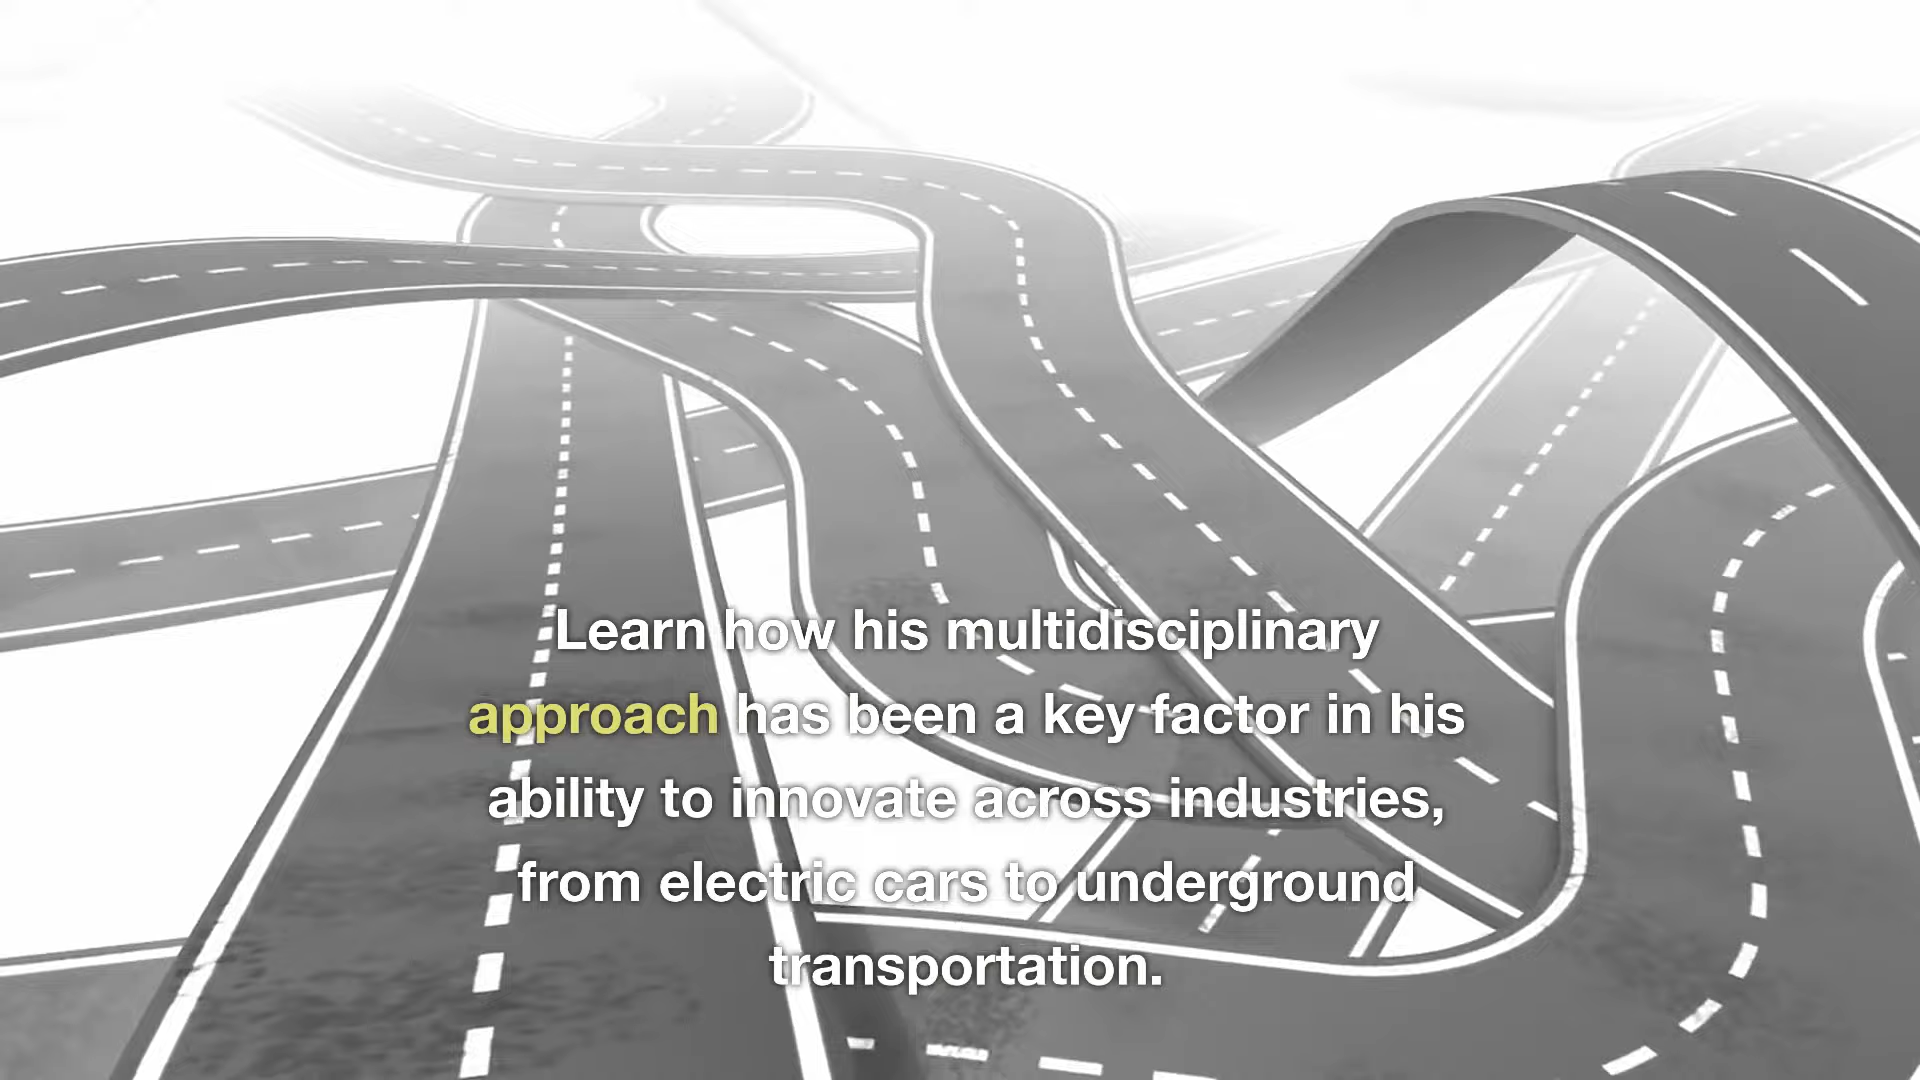 Learn how his multidisciplinary
approach has been a key factor in his
ability to innovate across industries,
from electric cars to underground
transportation.